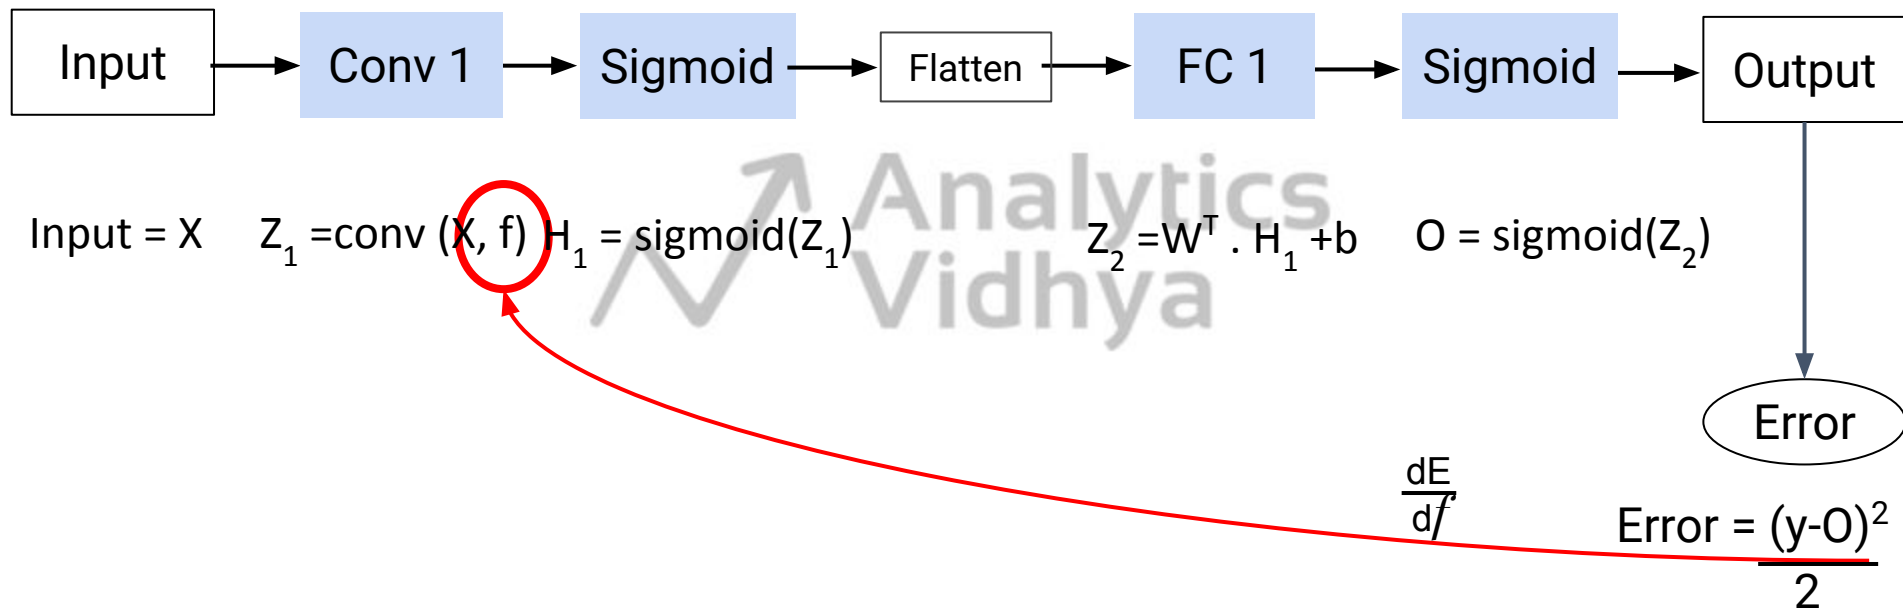 Input Conv 1 Sigmoid Flatten FC 1 Sigmoid Output
Analytics
Vidhya
Input = X Z₁ =conv (X, f) H₁ = sigmoid(Z₁) Z₂ =Wᵀ . H₁ +b O = sigmoid(Z₂)
Error
dE
df
Error = (y-O)²
2